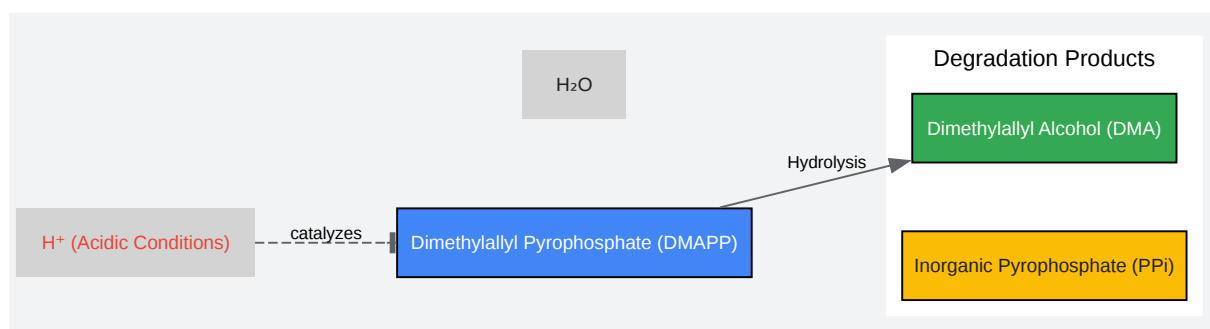 Degradation Products
H₂O
Dimethylallyl Alcohol (DMA)
Hydrolysis
H⁺ (Acidic Conditions)
catalyzes
Dimethylallyl Pyrophosphate (DMAPP)
Inorganic Pyrophosphate (PPi)